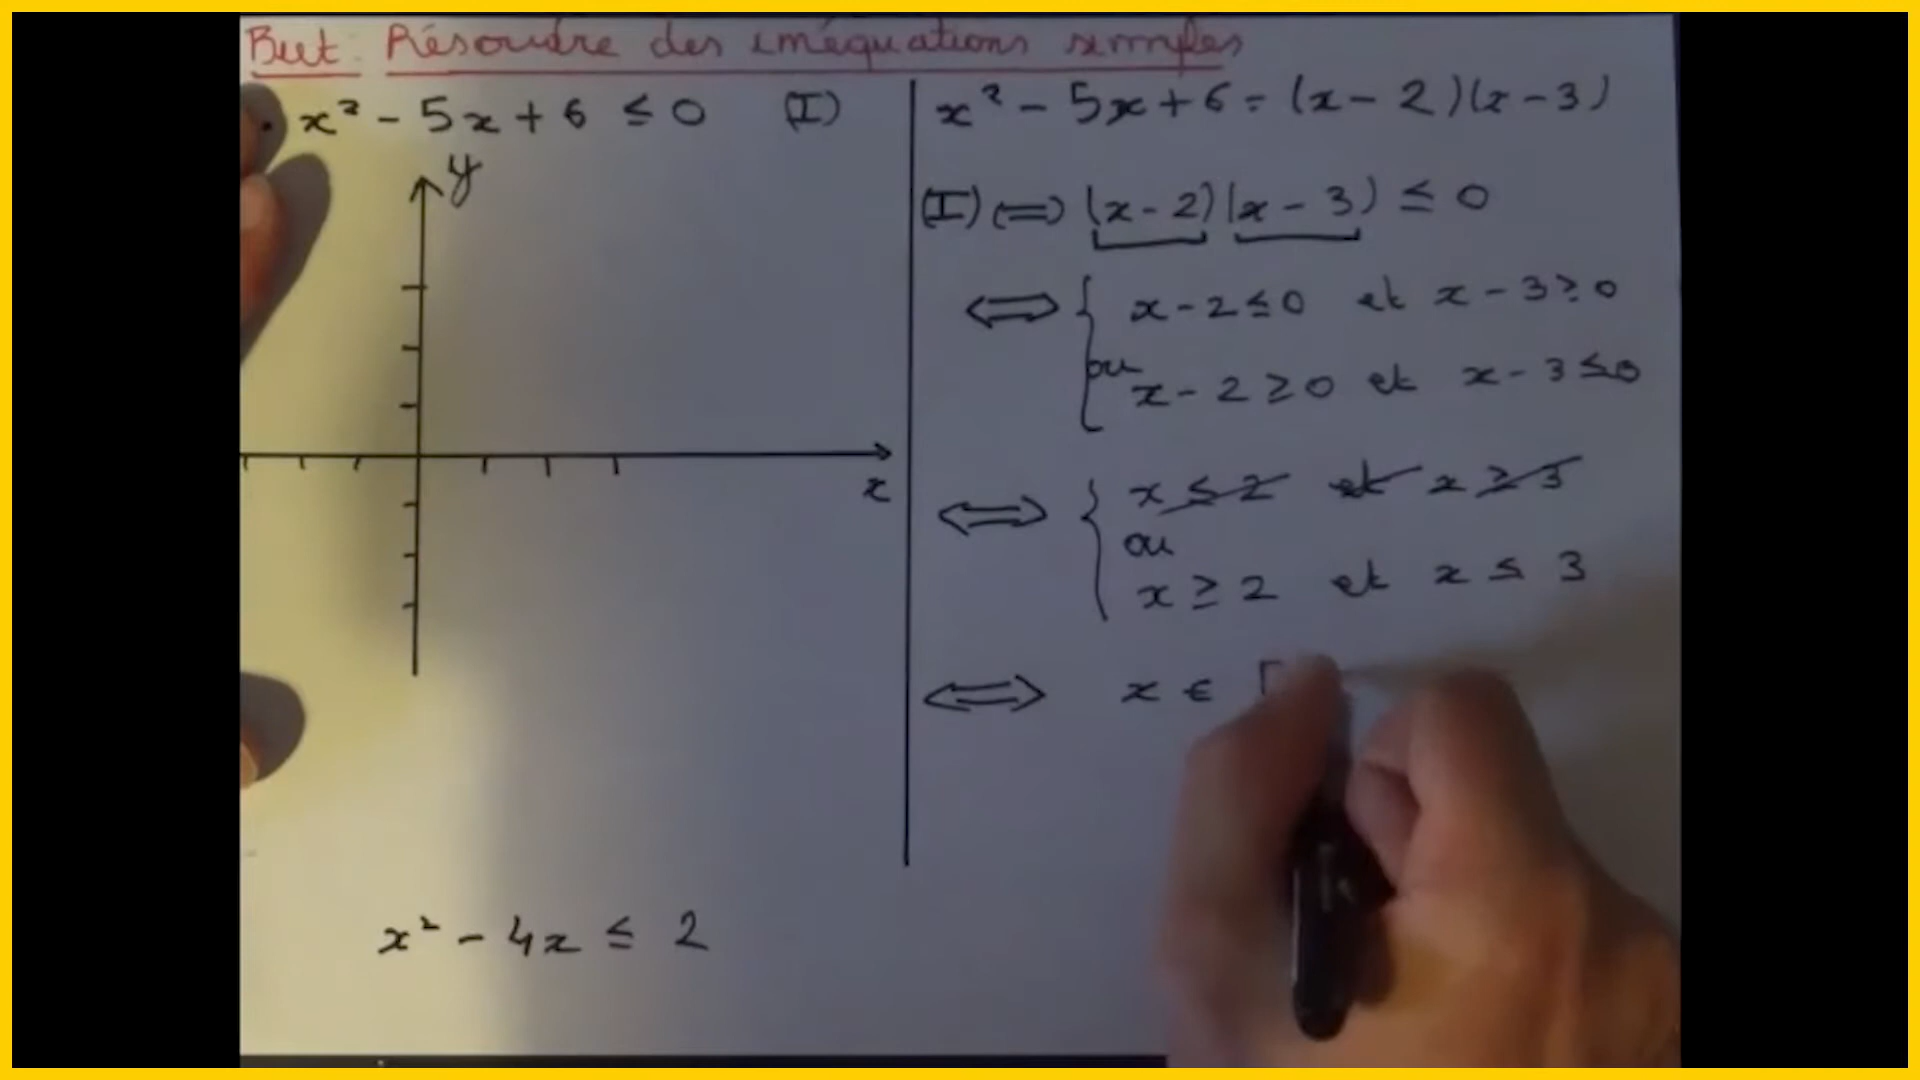 But : Résoudre des inéquations simples
• x² - 5x + 6 ≤ 0 (I)
y
x
x² - 4x ≤ 2
x² - 5x + 6 = (x - 2)(x - 3)
(I) ⟺ (x - 2)(x - 3) ≤ 0
⟺ { x - 2 ≤ 0 et x - 3 ≥ 0
ou
x - 2 ≥ 0 et x - 3 ≤ 0
⟺ { x ≤ 2 et x ≥ 3
ou
x ≥ 2 et x ≤ 3
⟺ x ∈ [